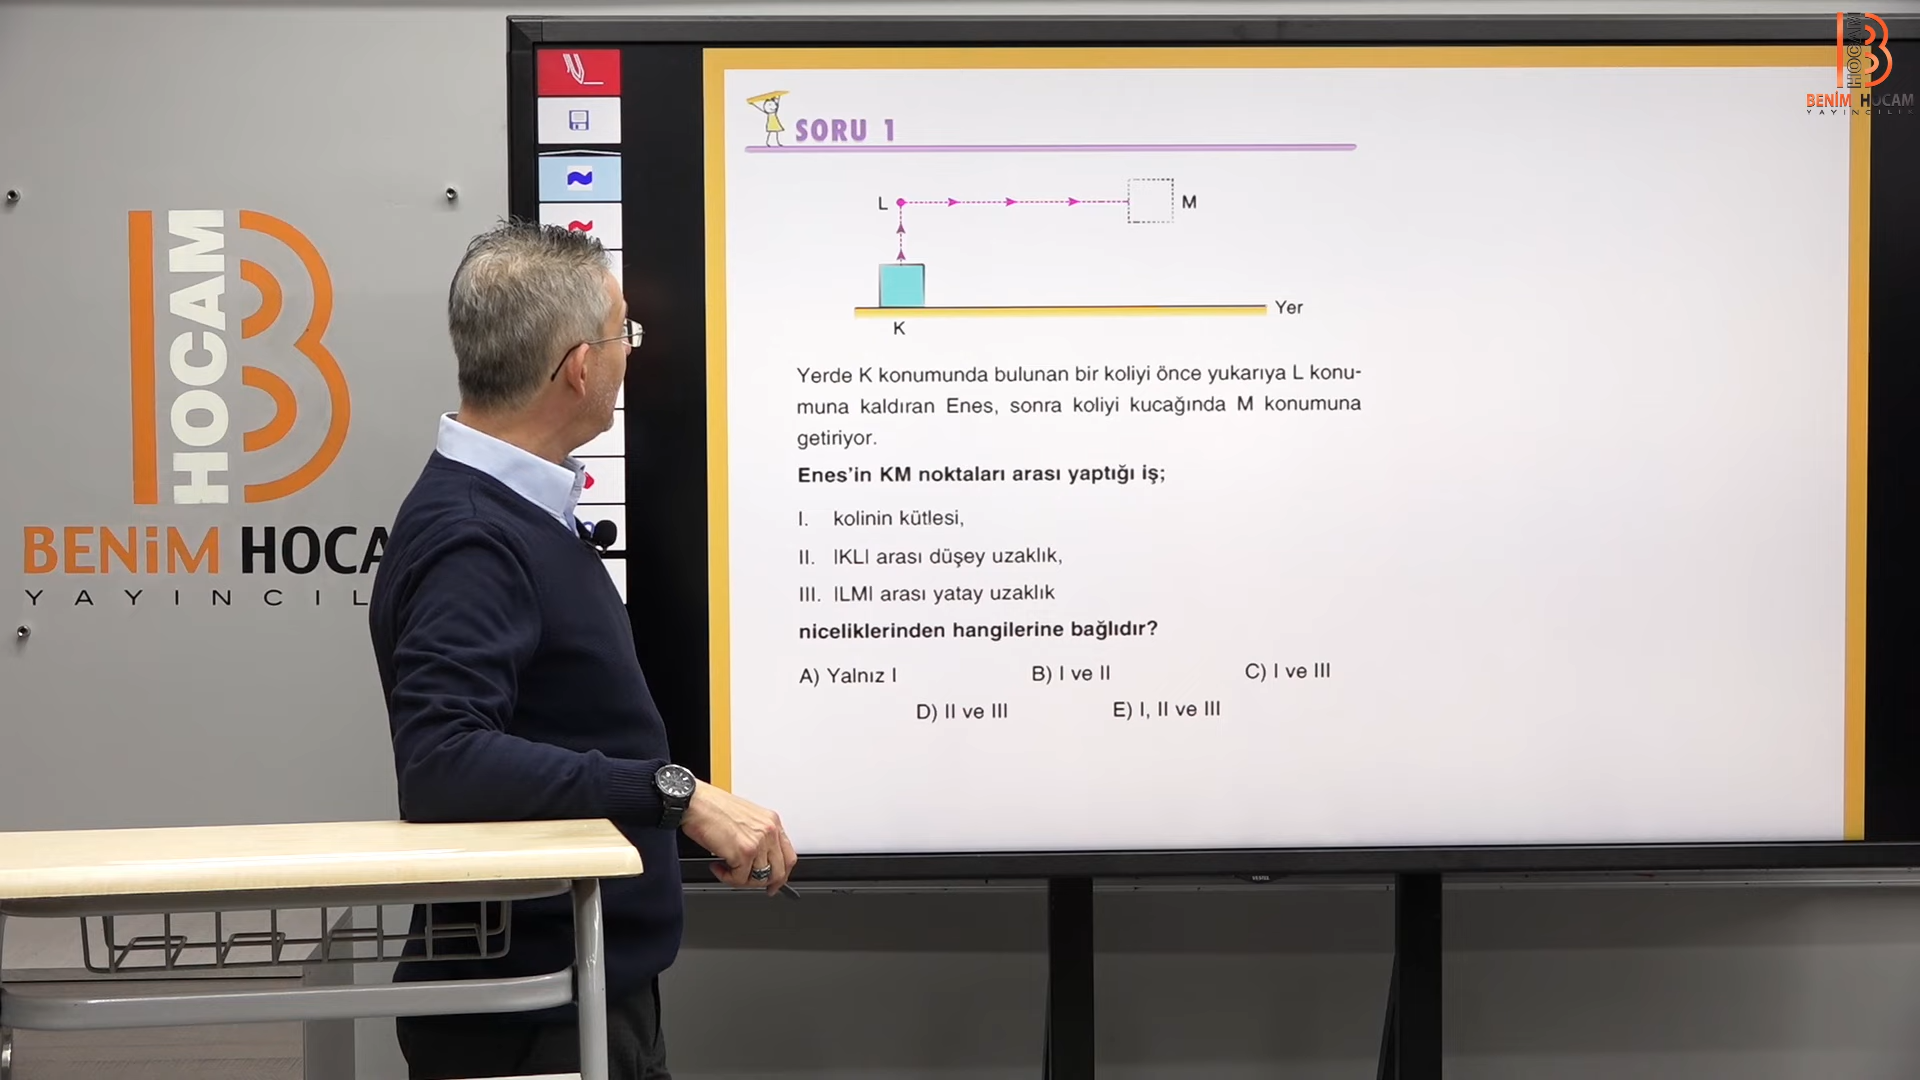 HOCAM
BENİM HOCAM
YAYINCILIK
HOCAM
BENİM HOCA
YAYINCIL
SORU 1
L
M
K
Yer
Yerde K konumunda bulunan bir koliyi önce yukarıya L konu-
muna kaldıran Enes, sonra koliyi kucağında M konumuna
getiriyor.
Enes'in KM noktaları arası yaptığı iş;
I. kolinin kütlesi,
II. |KL| arası düşey uzaklık,
III. |LM| arası yatay uzaklık
niceliklerinden hangilerine bağlıdır?
A) Yalnız I B) I ve II C) I ve III
D) II ve III E) I, II ve III